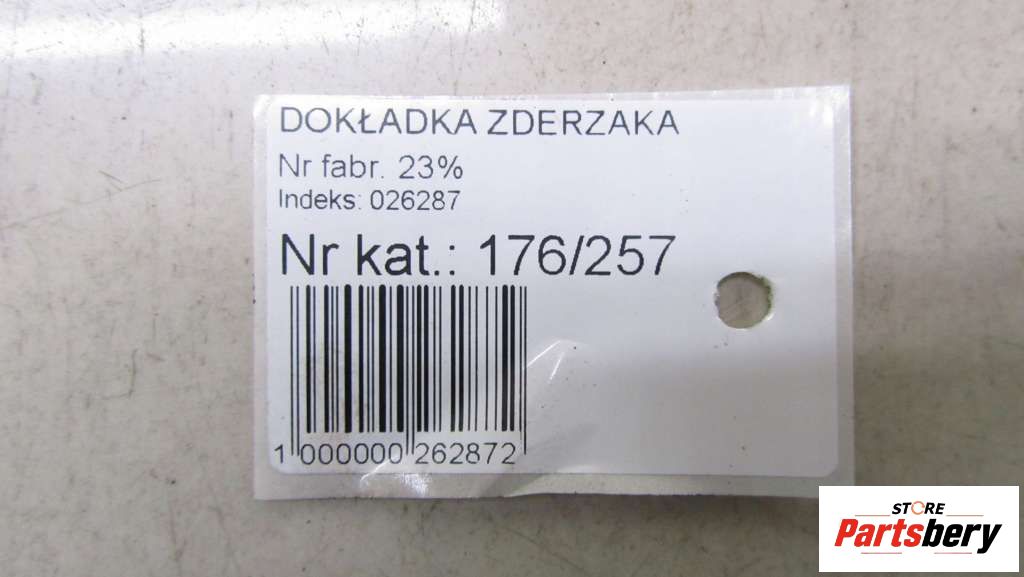 DOKŁADKA ZDERZAKA
Nr fabr. 23%
Indeks: 026287
Nr kat.: 176/257
1 000000 262872
STORE
Partsbery